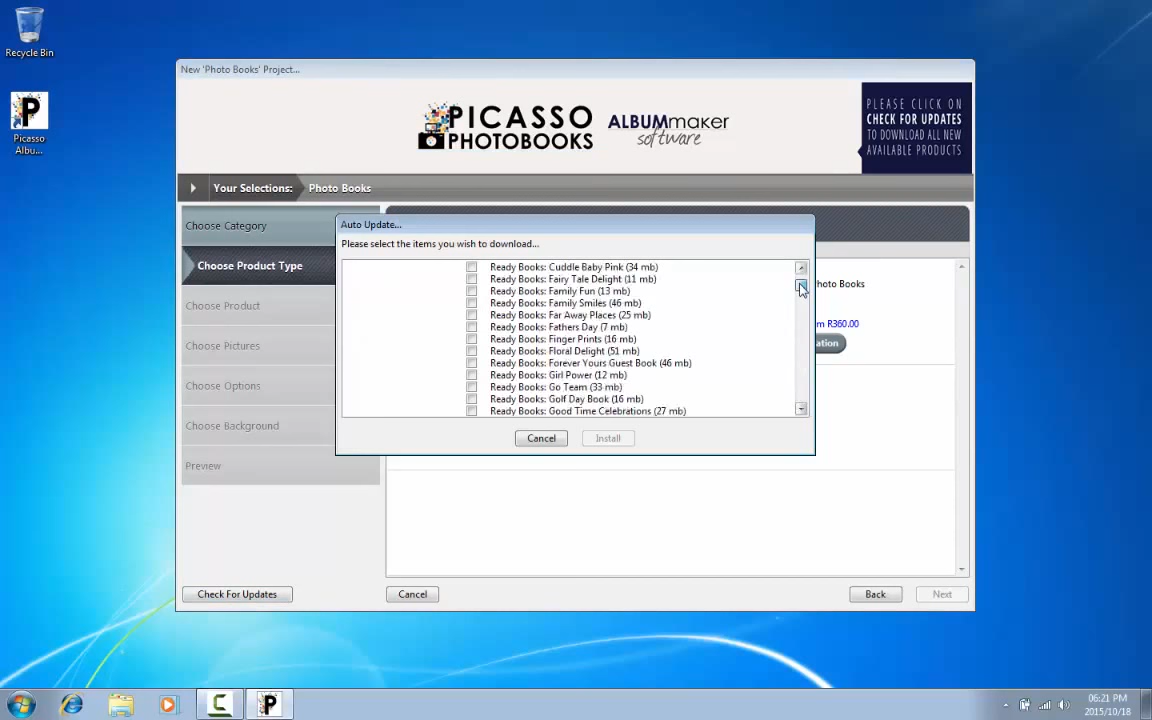 Recycle Bin
Picasso
Albu...
New 'Photo Books' Project...
PICASSO
PHOTOBOOKS
ALBUMmaker
software
PLEASE CLICK ON
CHECK FOR UPDATES
TO DOWNLOAD ALL NEW
AVAILABLE PRODUCTS
Your Selections:
Photo Books
Choose Category
Choose Product Type
Choose Product
Choose Pictures
Choose Options
Choose Background
Preview
Auto Update...
Please select the items you wish to download...
Ready Books: Cuddle Baby Pink (34 mb)
Ready Books: Fairy Tale Delight (11 mb)
Ready Books: Family Fun (13 mb)
Ready Books: Family Smiles (46 mb)
Ready Books: Far Away Places (25 mb)
Ready Books: Fathers Day (7 mb)
Ready Books: Finger Prints (16 mb)
Ready Books: Floral Delight (51 mb)
Ready Books: Forever Yours Guest Book (46 mb)
Ready Books: Girl Power (12 mb)
Ready Books: Go Team (33 mb)
Ready Books: Golf Day Book (16 mb)
Ready Books: Good Time Celebrations (27 mb)
Cancel
Install
hoto Books
m R360.00
ation
Check For Updates
Cancel
Back
Next
06:21 PM
2015/10/18